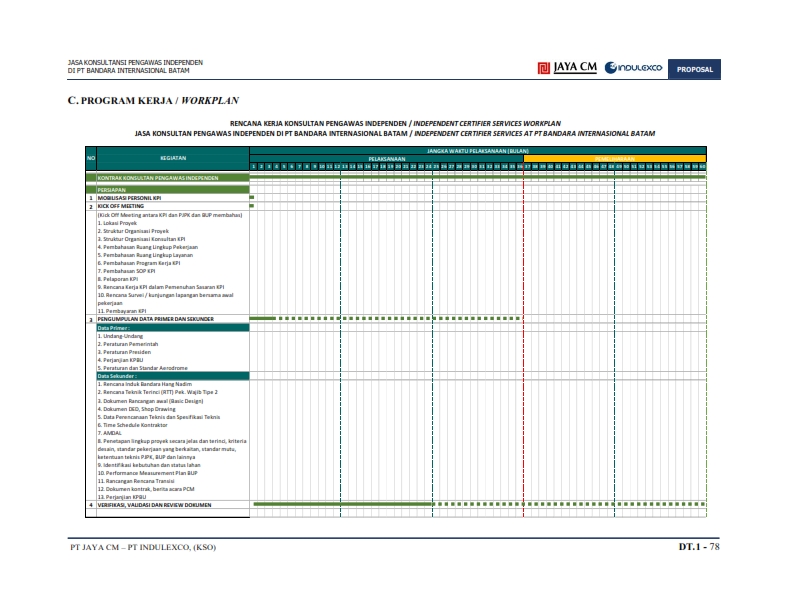 JASA KONSULTANSI PENGAWAS INDEPENDEN
DI PT BANDARA INTERNASIONAL BATAM
JAYA CM
INDULEXCO
PROPOSAL
C. PROGRAM KERJA / WORKPLAN
RENCANA KERJA KONSULTAN PENGAWAS INDEPENDEN / INDEPENDENT CERTIFIER SERVICES WORKPLAN
JASA KONSULTAN PENGAWAS INDEPENDEN DI PT BANDARA INTERNASIONAL BATAM / INDEPENDENT CERTIFIER SERVICES AT PT BANDARA INTERNASIONAL BATAM
NO KEGIATAN JANGKA WAKTU PELAKSANAAN (BULAN)
PELAKSANAAN
1 2 3 4 5 6 7 8 9 10 11 12 13 14 15 16 17 18 19 20 21 22 23 24 25 26 27 28 29 30 31 32 33 34 35 36 37 38 39 40 41 42 43 44 45 46 47 48 49 50 51 52 53 54 55 56 57 58 59 60
KONTRAK KONSULTAN PENGAWAS INDEPENDEN
PERSIAPAN
1 MOBILISASI PERSONIL KPI
2 KICK OFF MEETING
(Kick Off Meeting antara KPI dan PJPK dan BUP membahas)
1. Lokasi Proyek
2. Struktur Organisasi Proyek
3. Struktur Organisasi Konsultan KPI
4. Pembahasan Ruang Lingkup Pekerjaan
5. Pembahasan Ruang Lingkup Layanan
6. Pembahasan Program Kerja KPI
7. Pembahasan SOP KPI
8. Pelaporan KPI
9. Rencana Kerja KPI dalam Pemenuhan Sasaran KPI
10. Rencana Survei / kunjungan lapangan bersama awal
pekerjaan
11. Pembayaran KPI
3 PENGUMPULAN DATA PRIMER DAN SEKUNDER
Data Primer :
1. Undang-Undang
2. Peraturan Pemerintah
3. Peraturan Presiden
4. Perjanjian KPBU
5. Peraturan dan Standar Aerodrome
Data Sekunder :
1. Rencana Induk Bandara Hang Nadim
2. Rencana Teknik Terinci (RTT) Pek. Wajib Tipe 2
3. Dokumen Rancangan awal (Basic Design)
4. Dokumen DED, Shop Drawing
5. Data Perencanaan Teknis dan Spesifikasi Teknis
6. Time Schedule Kontraktor
7. AMDAL
8. Penetapan lingkup proyek secara jelas dan terinci, kriteria
desain, standar pekerjaan yang berkaitan, standar mutu,
ketentuan teknis PJPK, BUP dan lainnya
9. Identifikasi kebutuhan dan status lahan
10. Performance Measurement Plan BUP
11. Rancangan Rencana Transisi
12. Dokumen kontrak, berita acara PCM
13. Perjanjian KPBU
4 VERIFIKASI, VALIDASI DAN REVIEW DOKUMEN
PT JAYA CM – PT INDULEXCO, (KSO)
DT.1 - 78